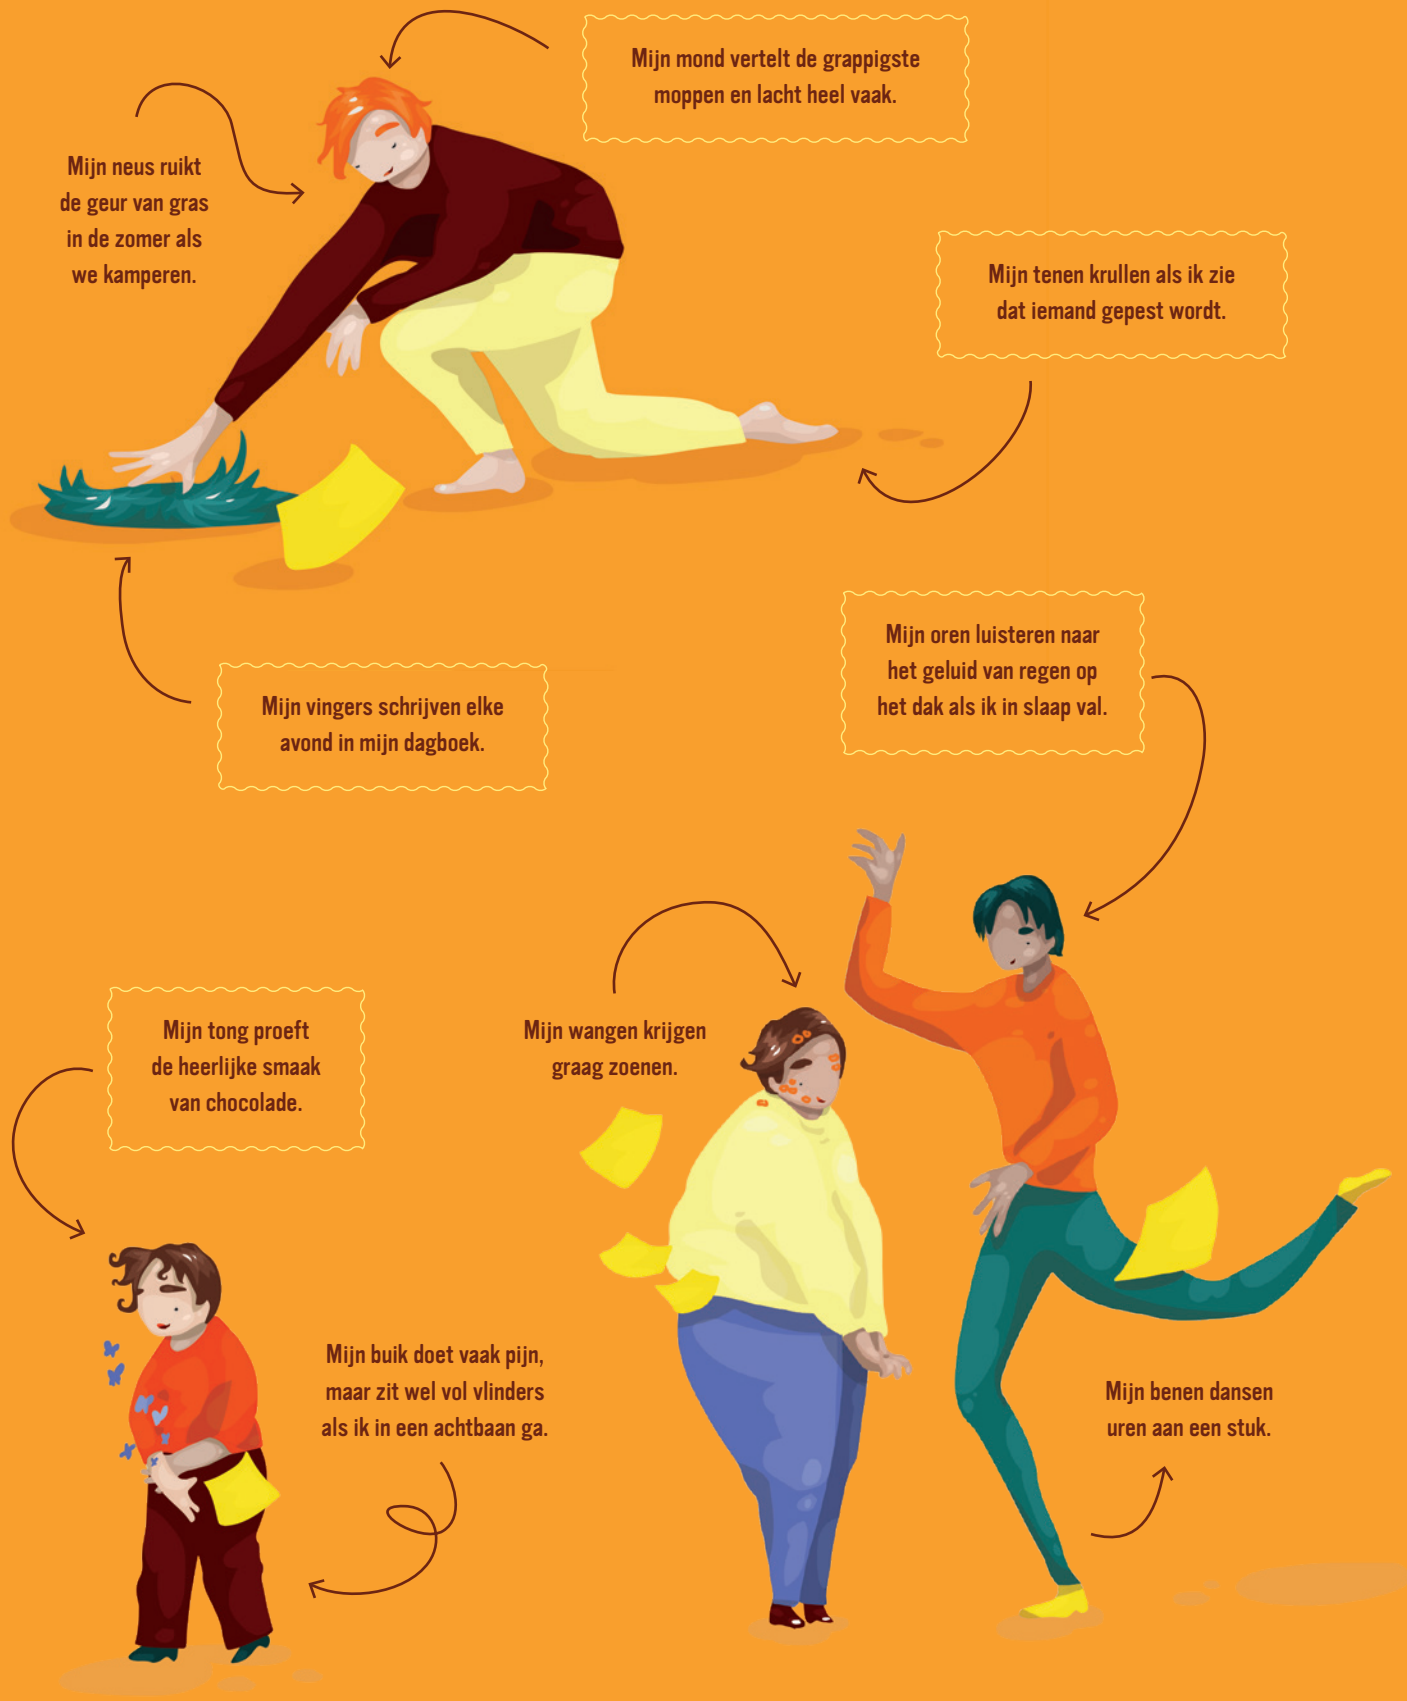 Mijn mond vertelt de grappigste
moppen en lacht heel vaak.
Mijn neus ruikt
de geur van gras
in de zomer als
we kamperen.
Mijn tenen krullen als ik zie
dat iemand gepest wordt.
Mijn oren luisteren naar
het geluid van regen op
het dak als ik in slaap val.
Mijn vingers schrijven elke
avond in mijn dagboek.
Mijn tong proeft
de heerlijke smaak
van chocolade.
Mijn wangen krijgen
graag zoenen.
Mijn buik doet vaak pijn,
maar zit wel vol vlinders
als ik in een achtbaan ga.
Mijn benen dansen
uren aan een stuk.